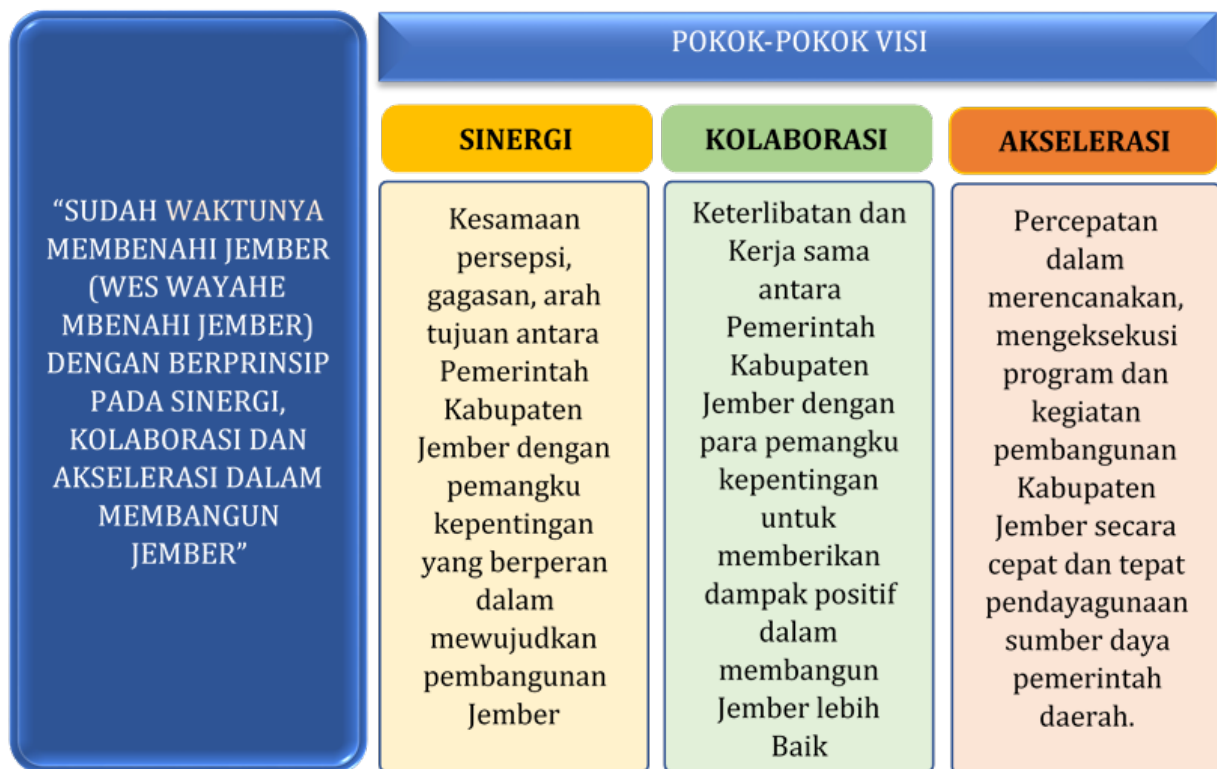 “SUDAH WAKTUNYA
MEMBENAHI JEMBER
(WES WAYAHE
MBENAHI JEMBER)
DENGAN BERPRINSIP
PADA SINERGI,
KOLABORASI DAN
AKSELERASI DALAM
MEMBANGUN
JEMBER”
POKOK-POKOK VISI
SINERGI
Kesamaan
persepsi,
gagasan, arah
tujuan antara
Pemerintah
Kabupaten
Jember dengan
pemangku
kepentingan
yang berperan
dalam
mewujudkan
pembangunan
Jember
KOLABORASI
Keterlibatan dan
Kerja sama
antara
Pemerintah
Kabupaten
Jember dengan
para pemangku
kepentingan
untuk
memberikan
dampak positif
dalam
membangun
Jember lebih
Baik
AKSELERASI
Percepatan
dalam
merencanakan,
mengeksekusi
program dan
kegiatan
pembangunan
Kabupaten
Jember secara
cepat dan tepat
pendayagunaan
sumber daya
pemerintah
daerah.